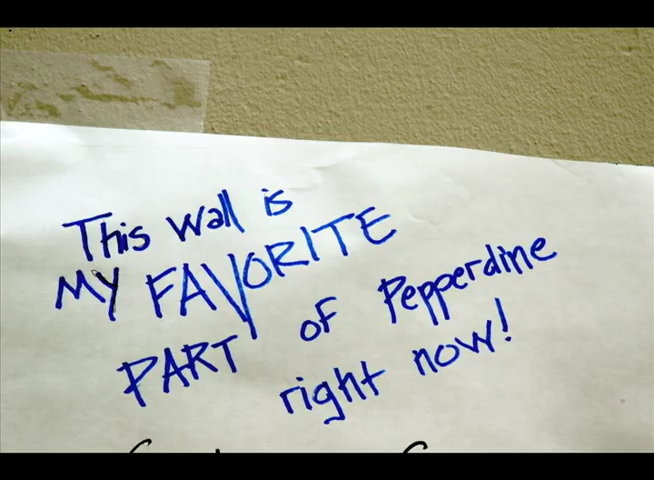 This wall is
MY FAVORITE
PART of Pepperdine
right now!